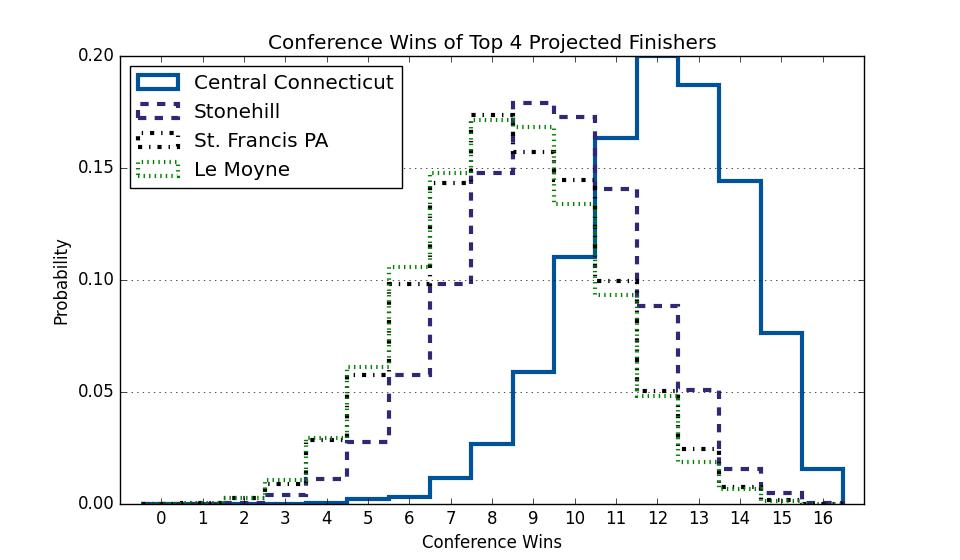 Conference Wins of Top 4 Projected Finishers
Central Connecticut
Stonehill
St. Francis PA
Le Moyne
0.20
0.15
0.10
0.05
0.00
Probability
0 1 2 3 4 5 6 7 8 9 10 11 12 13 14 15 16
Conference Wins